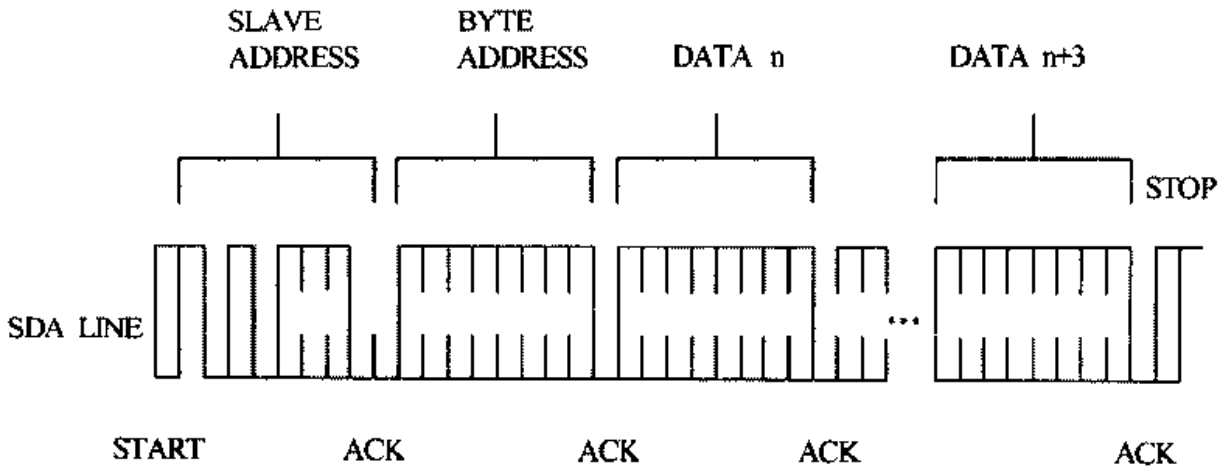 SLAVE
ADDRESS
BYTE
ADDRESS
DATA n
DATA n+3
STOP
SDA LINE
...
START
ACK
ACK
ACK
ACK